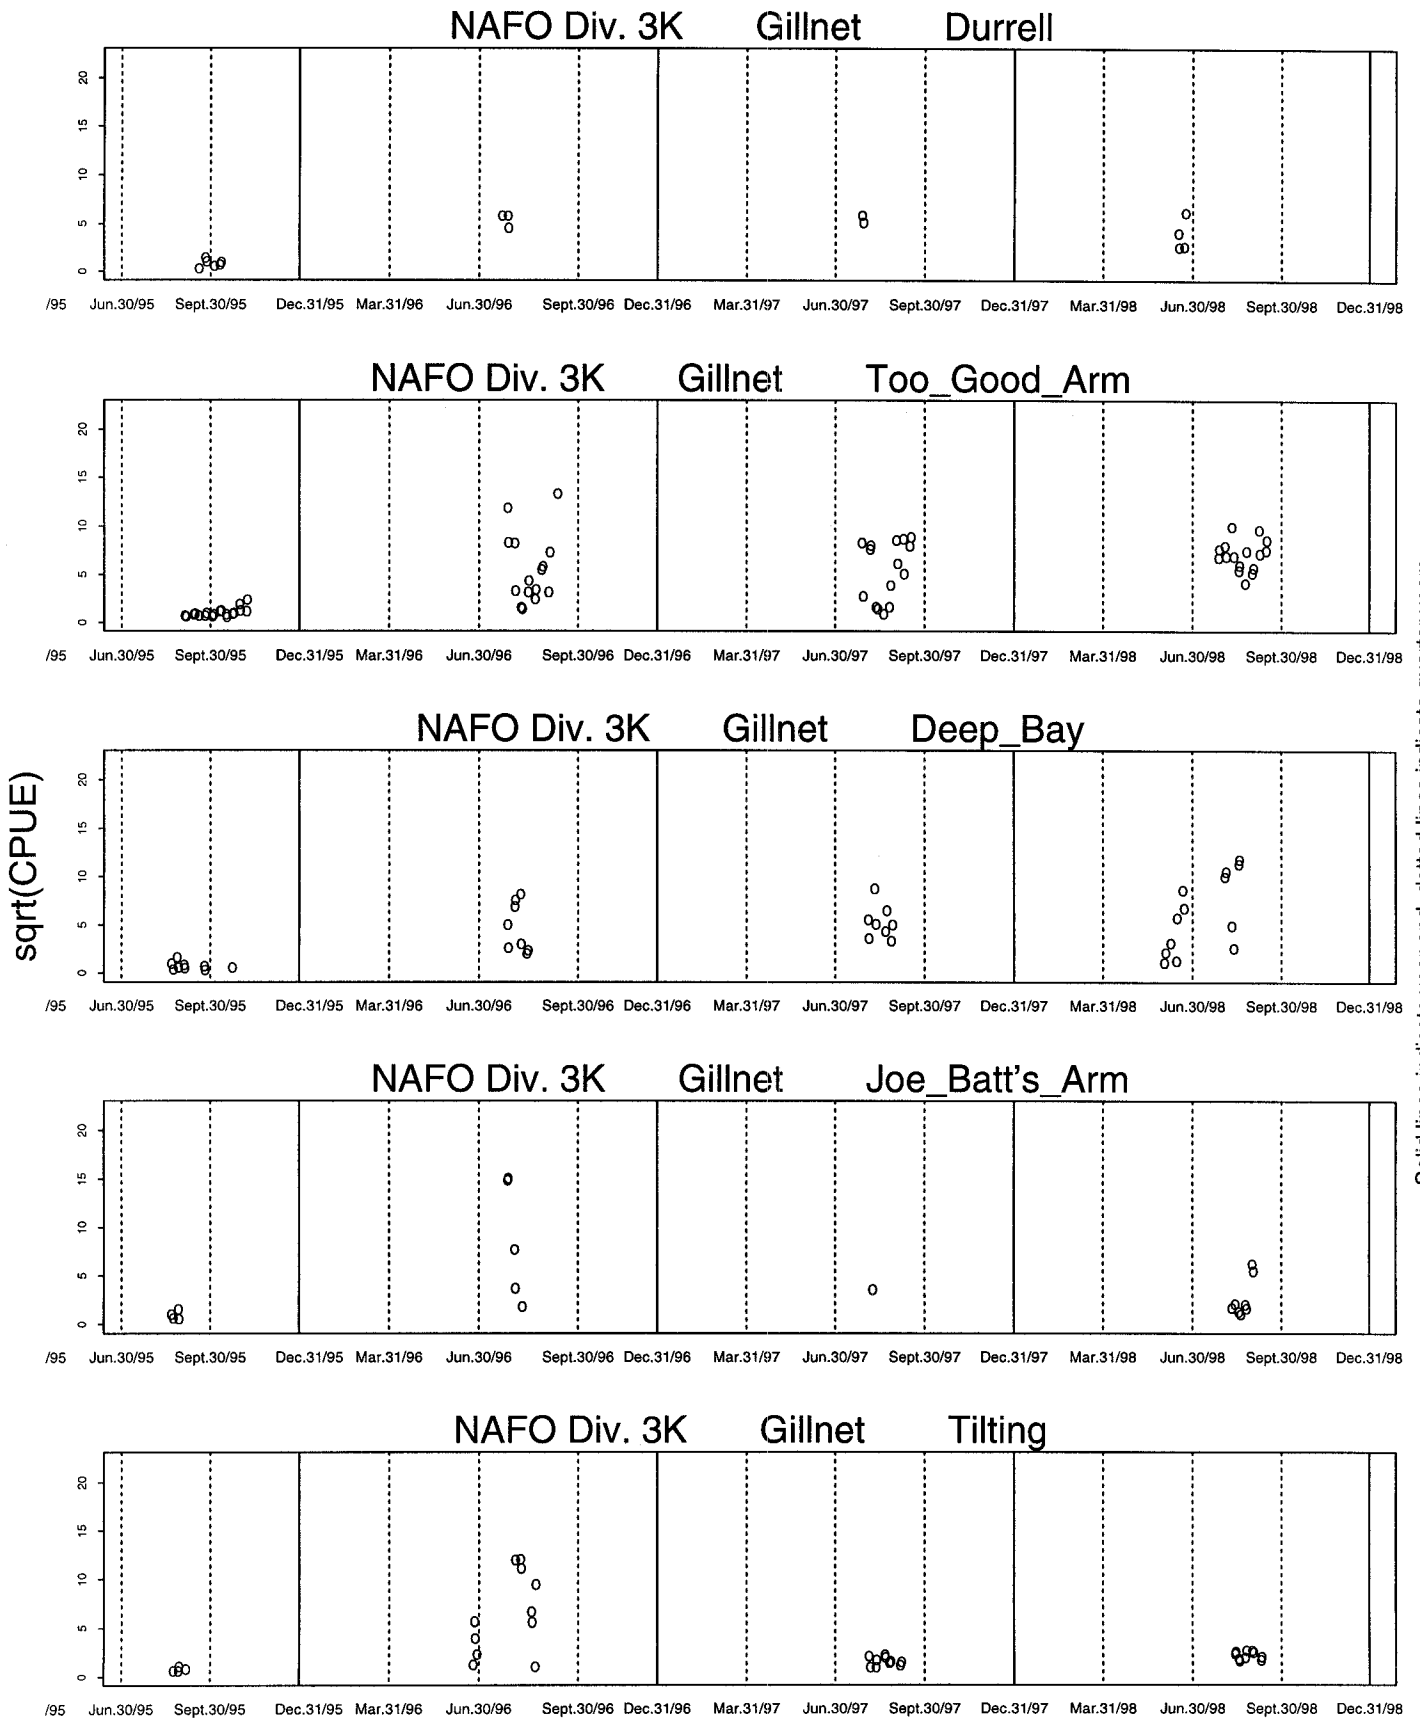 NAFO Div. 3K Gillnet Durrell
20
15
10
5
0
/95 Jun.30/95 Sept.30/95 Dec.31/95 Mar.31/96 Jun.30/96 Sept.30/96 Dec.31/96 Mar.31/97 Jun.30/97 Sept.30/97 Dec.31/97 Mar.31/98 Jun.30/98 Sept.30/98 Dec.31/98
NAFO Div. 3K Gillnet Too_Good_Arm
20
15
10
5
0
/95 Jun.30/95 Sept.30/95 Dec.31/95 Mar.31/96 Jun.30/96 Sept.30/96 Dec.31/96 Mar.31/97 Jun.30/97 Sept.30/97 Dec.31/97 Mar.31/98 Jun.30/98 Sept.30/98 Dec.31/98
sqrt(CPUE)
NAFO Div. 3K Gillnet Deep_Bay
20
15
10
5
0
/95 Jun.30/95 Sept.30/95 Dec.31/95 Mar.31/96 Jun.30/96 Sept.30/96 Dec.31/96 Mar.31/97 Jun.30/97 Sept.30/97 Dec.31/97 Mar.31/98 Jun.30/98 Sept.30/98 Dec.31/98
NAFO Div. 3K Gillnet Joe_Batt's_Arm
20
15
10
5
0
/95 Jun.30/95 Sept.30/95 Dec.31/95 Mar.31/96 Jun.30/96 Sept.30/96 Dec.31/96 Mar.31/97 Jun.30/97 Sept.30/97 Dec.31/97 Mar.31/98 Jun.30/98 Sept.30/98 Dec.31/98
NAFO Div. 3K Gillnet Tilting
20
15
10
5
0
/95 Jun.30/95 Sept.30/95 Dec.31/95 Mar.31/96 Jun.30/96 Sept.30/96 Dec.31/96 Mar.31/97 Jun.30/97 Sept.30/97 Dec.31/97 Mar.31/98 Jun.30/98 Sept.30/98 Dec.31/98